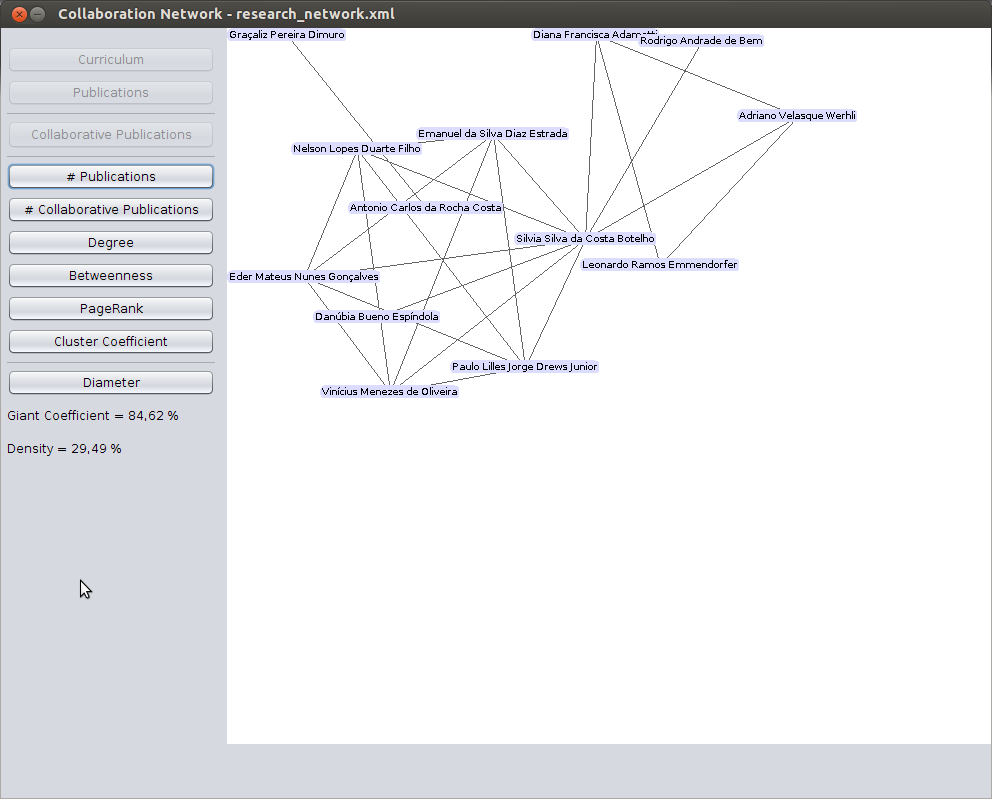 Collaboration Network - research_network.xml
Curriculum
Publications
Collaborative Publications
# Publications
# Collaborative Publications
Degree
Betweenness
PageRank
Cluster Coefficient
Diameter
Giant Coefficient = 84,62 %
Density = 29,49 %
Graçaliz Pereira Dimuro
Diana Francisca
Rodrigo Andrade de Bem
Adriano Velasque Werhli
Emanuel da Silva Diaz Estrada
Nelson Lopes Duarte Filho
Antonio Carlos da Rocha Costa
Silvia Silva da Costa Botelho
Leonardo Ramos Emmendorfer
Eder Mateus Nunes Gonçalves
Danúbia Bueno Espíndola
Paulo Lilles Jorge Drews Junior
Vinícius Menezes de Oliveira